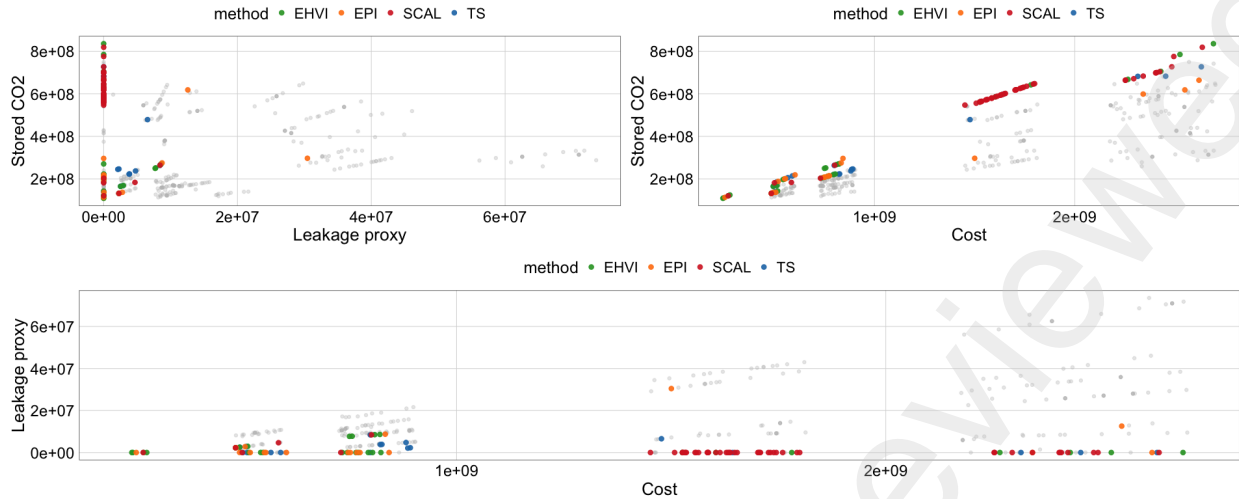 method EHVI EPI SCAL TS
Stored CO2
8e+08
6e+08
4e+08
2e+08
0e+00 2e+07 4e+07 6e+07
Leakage proxy
method EHVI EPI SCAL TS
Stored CO2
8e+08
6e+08
4e+08
2e+08
1e+09 2e+09
Cost
method EHVI EPI SCAL TS
Leakage proxy
6e+07
4e+07
2e+07
0e+00
1e+09 2e+09
Cost
viewe